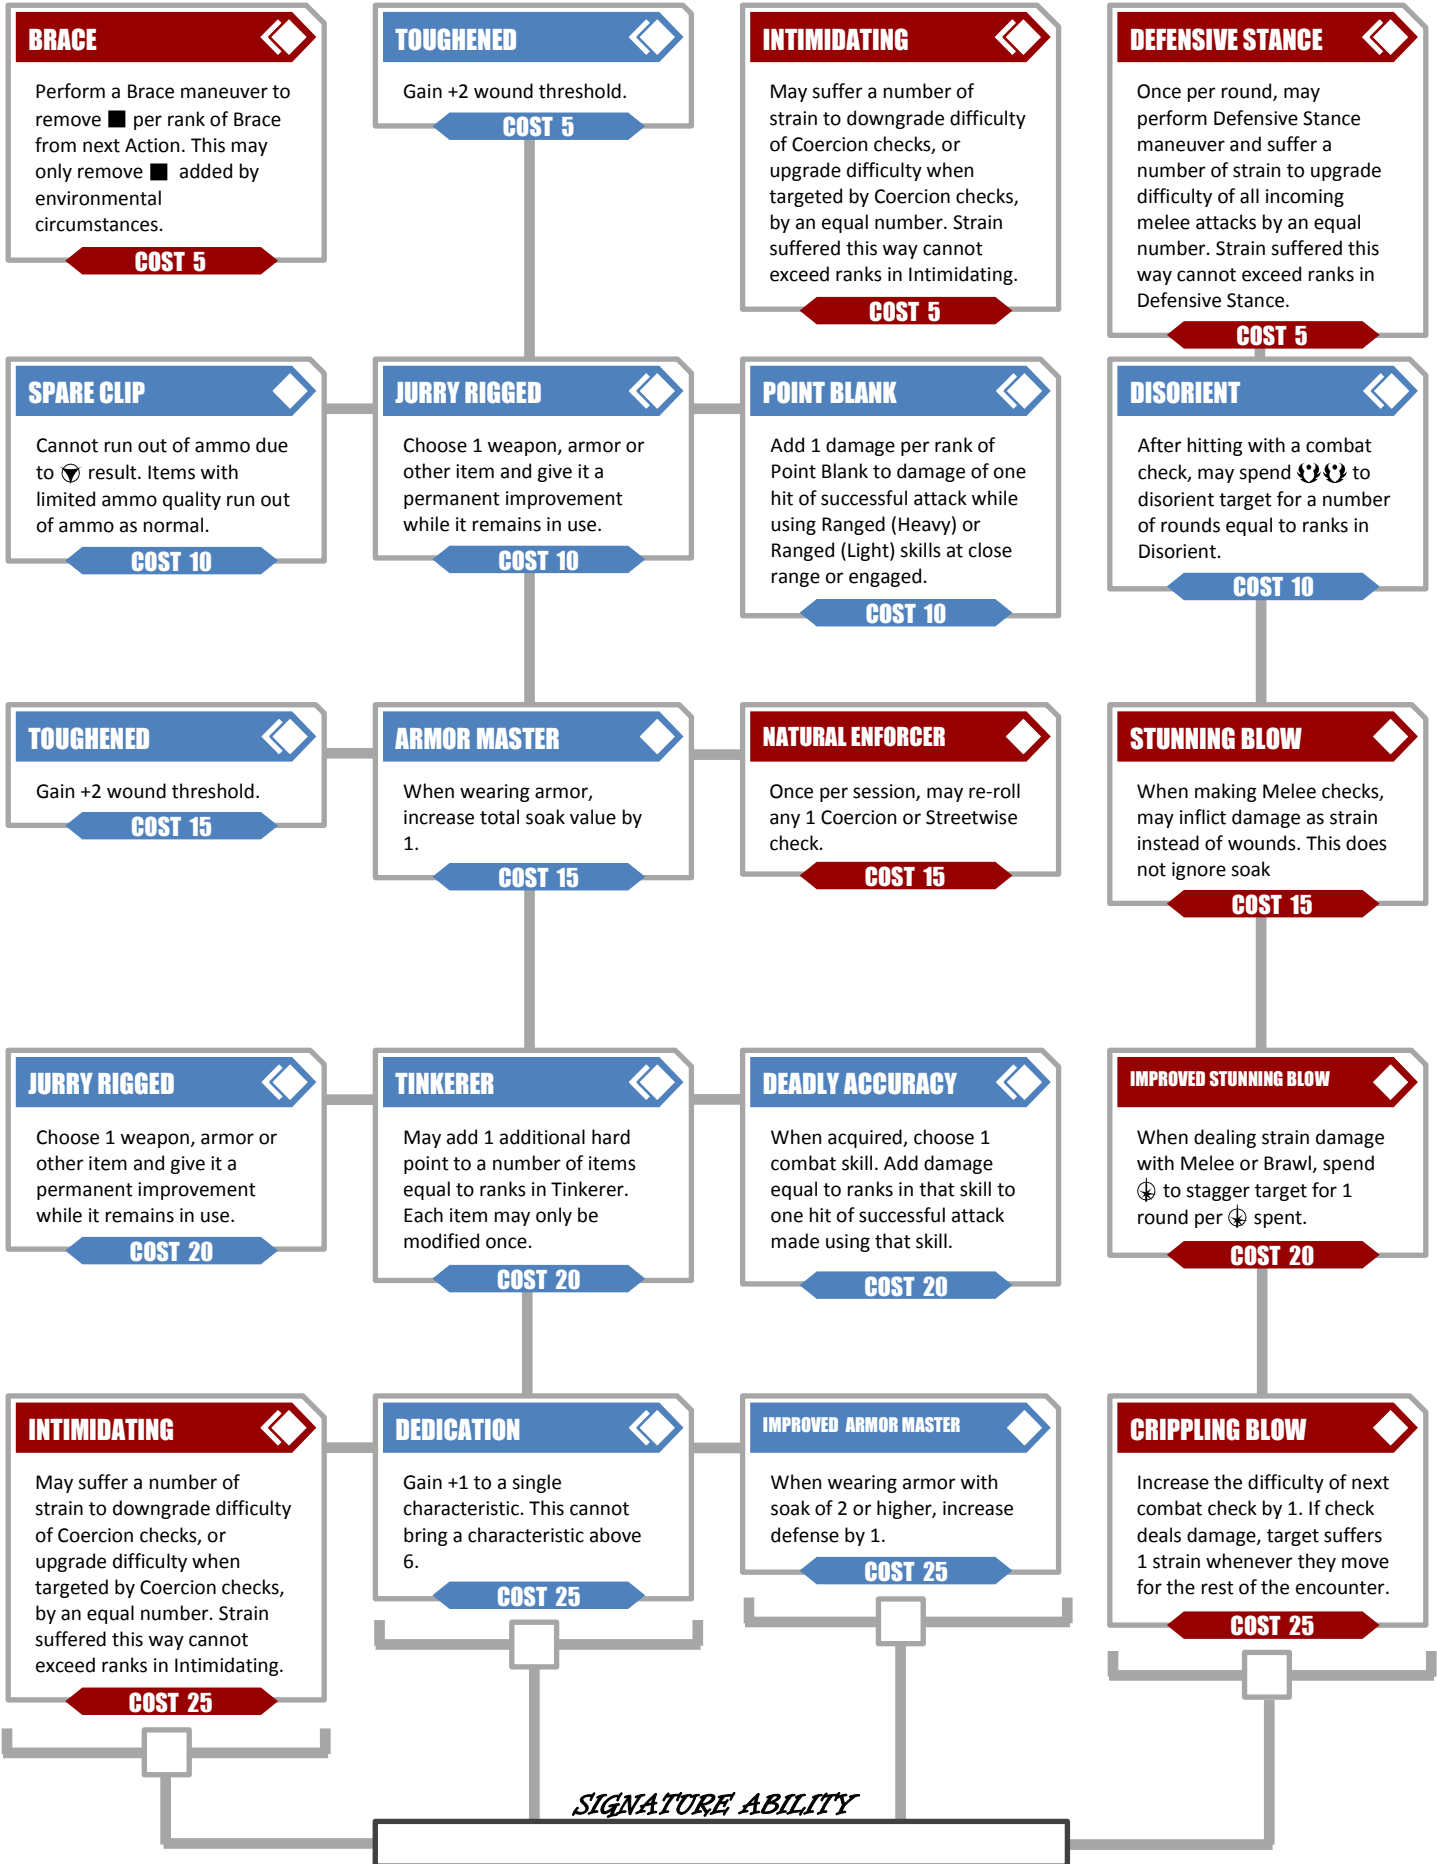 BRACE
Perform a Brace maneuver to
remove ■ per rank of Brace
from next Action. This may
only remove ■ added by
environmental
circumstances.
COST 5
TOUGHENED
Gain +2 wound threshold.
COST 5
INTIMIDATING
May suffer a number of
strain to downgrade difficulty
of Coercion checks, or
upgrade difficulty when
targeted by Coercion checks,
by an equal number. Strain
suffered this way cannot
exceed ranks in Intimidating.
COST 5
DEFENSIVE STANCE
Once per round, may
perform Defensive Stance
maneuver and suffer a
number of strain to upgrade
difficulty of all incoming
melee attacks by an equal
number. Strain suffered this
way cannot exceed ranks in
Defensive Stance.
COST 5
SPARE CLIP
Cannot run out of ammo due
to result. Items with
limited ammo quality run out
of ammo as normal.
COST 10
JURRY RIGGED
Choose 1 weapon, armor or
other item and give it a
permanent improvement
while it remains in use.
COST 10
POINT BLANK
Add 1 damage per rank of
Point Blank to damage of one
hit of successful attack while
using Ranged (Heavy) or
Ranged (Light) skills at close
range or engaged.
COST 10
DISORIENT
After hitting with a combat
check, may spend to
disorient target for a number
of rounds equal to ranks in
Disorient.
COST 10
TOUGHENED
Gain +2 wound threshold.
COST 15
ARMOR MASTER
When wearing armor,
increase total soak value by
1.
COST 15
NATURAL ENFORCER
Once per session, may re-roll
any 1 Coercion or Streetwise
check.
COST 15
STUNNING BLOW
When making Melee checks,
may inflict damage as strain
instead of wounds. This does
not ignore soak
COST 15
JURRY RIGGED
Choose 1 weapon, armor or
other item and give it a
permanent improvement
while it remains in use.
COST 20
TINKERER
May add 1 additional hard
point to a number of items
equal to ranks in Tinkerer.
Each item may only be
modified once.
COST 20
DEADLY ACCURACY
When acquired, choose 1
combat skill. Add damage
equal to ranks in that skill to
one hit of successful attack
made using that skill.
COST 20
IMPROVED STUNNING BLOW
When dealing strain damage
with Melee or Brawl, spend
to stagger target for 1
round per spent.
COST 20
INTIMIDATING
May suffer a number of
strain to downgrade difficulty
of Coercion checks, or
upgrade difficulty when
targeted by Coercion checks,
by an equal number. Strain
suffered this way cannot
exceed ranks in Intimidating.
COST 25
DEDICATION
Gain +1 to a single
characteristic. This cannot
bring a characteristic above
6.
COST 25
IMPROVED ARMOR MASTER
When wearing armor with
soak of 2 or higher, increase
defense by 1.
COST 25
CRIPPLING BLOW
Increase the difficulty of next
combat check by 1. If check
deals damage, target suffers
1 strain whenever they move
for the rest of the encounter.
COST 25
SIGNATURE ABILITY